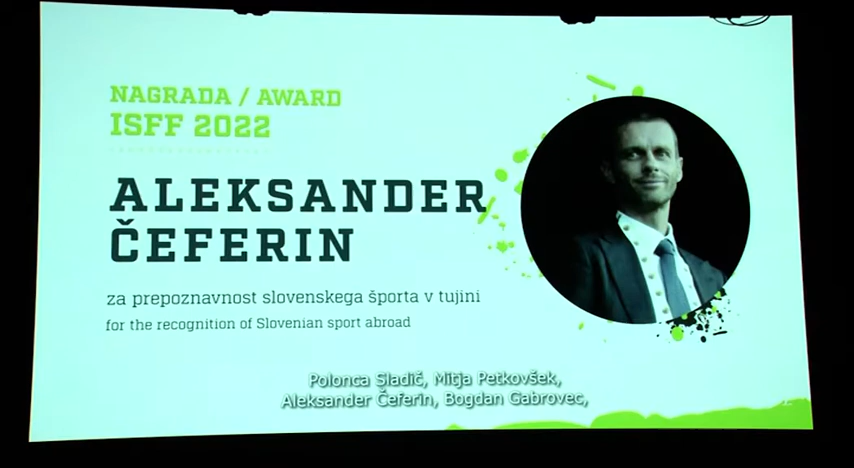 NAGRADA / AWARD
ISFF 2022
ALEKSANDER
ČEFERIN
za prepoznavnost slovenskega športa v tujini
for the recognition of Slovenian sport abroad
Polonca Sladič, Mitja Petkovšek,
Aleksander Čeferin, Bogdan Gabrovec,